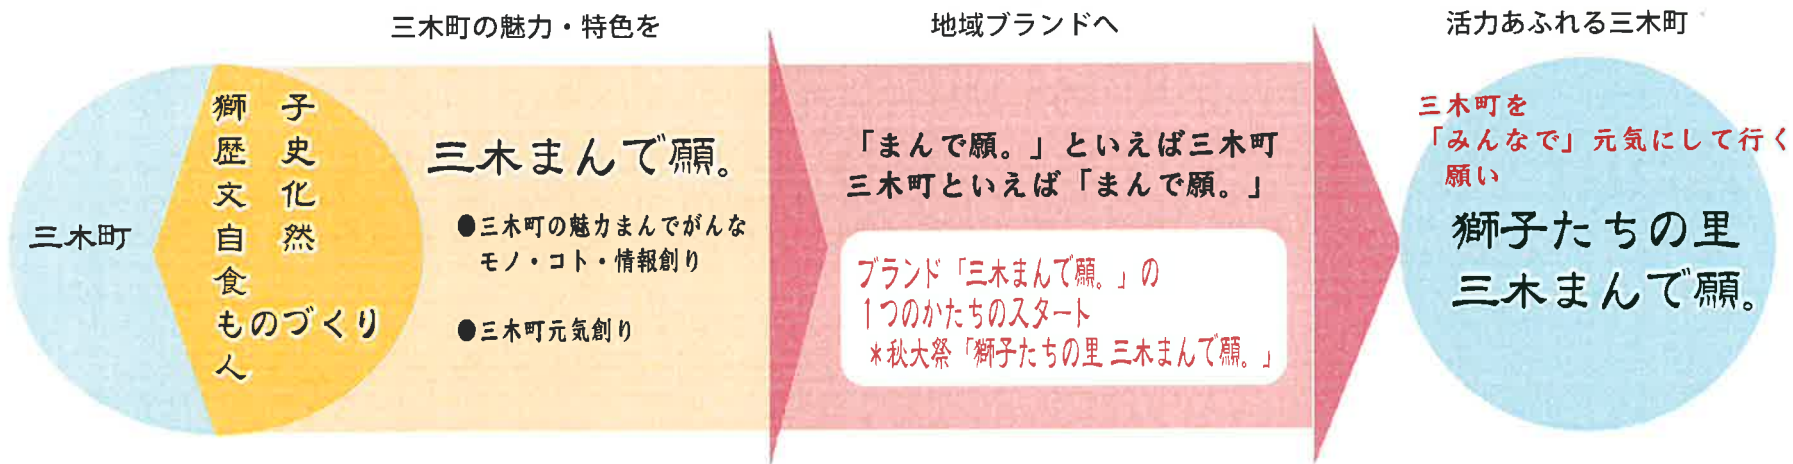 三木町の魅力・特色を
地域ブランドへ
活力あふれる三木町
三木町
獅子
歴史
文化
自然
食
ものづくり
人
三木まんで願。
●三木町の魅力まんでがんな
モノ・コト・情報創り
●三木町元気創り
「まんで願。」といえば三木町
三木町といえば「まんで願。」
ブランド「三木まんで願。」の
1つのかたちのスタート
＊秋大祭「獅子たちの里 三木まんで願。」
三木町を
「みんなで」元気にして行く
願い
獅子たちの里
三木まんで願。